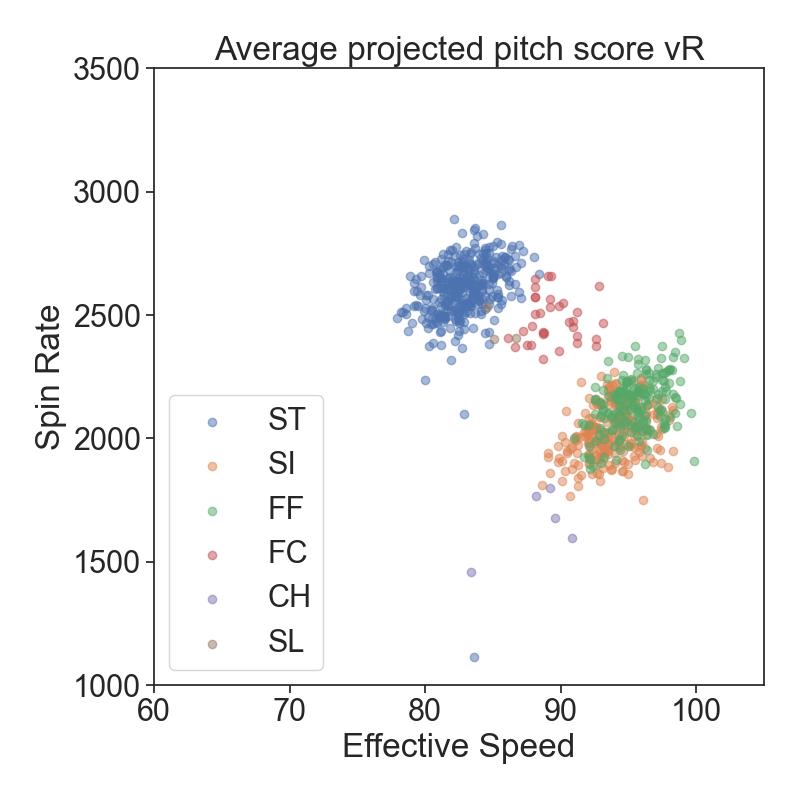 Average projected pitch score vR
3500
3000
2500
2000
1500
1000
Spin Rate
ST
SI
FF
FC
CH
SL
60 70 80 90 100
Effective Speed